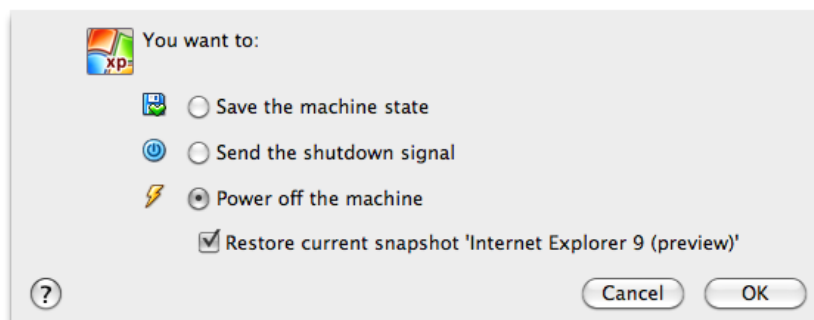 You want to:
xp
Save the machine state
Send the shutdown signal
Power off the machine
Restore current snapshot 'Internet Explorer 9 (preview)'
?
Cancel
OK